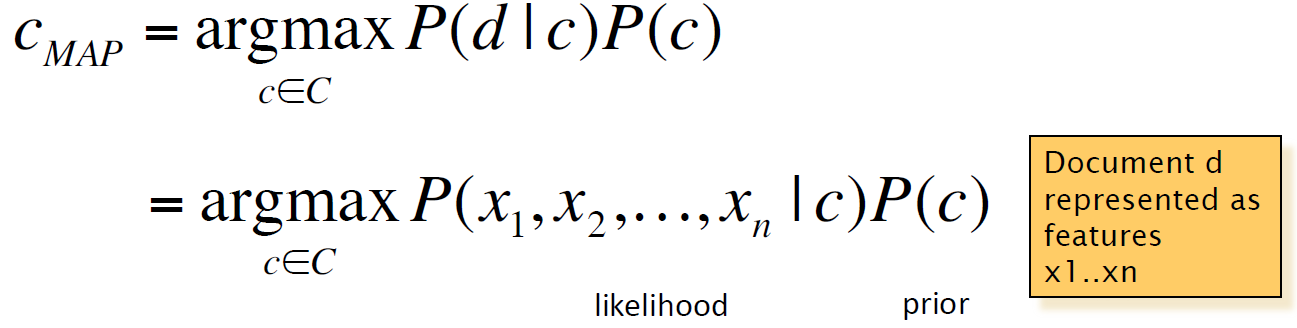 c_MAP = argmax P(d | c)P(c)
c∈C
= argmax P(x_1, x_2, …, x_n | c)P(c)
c∈C
likelihood prior
Document d
represented as
features
x1..xn